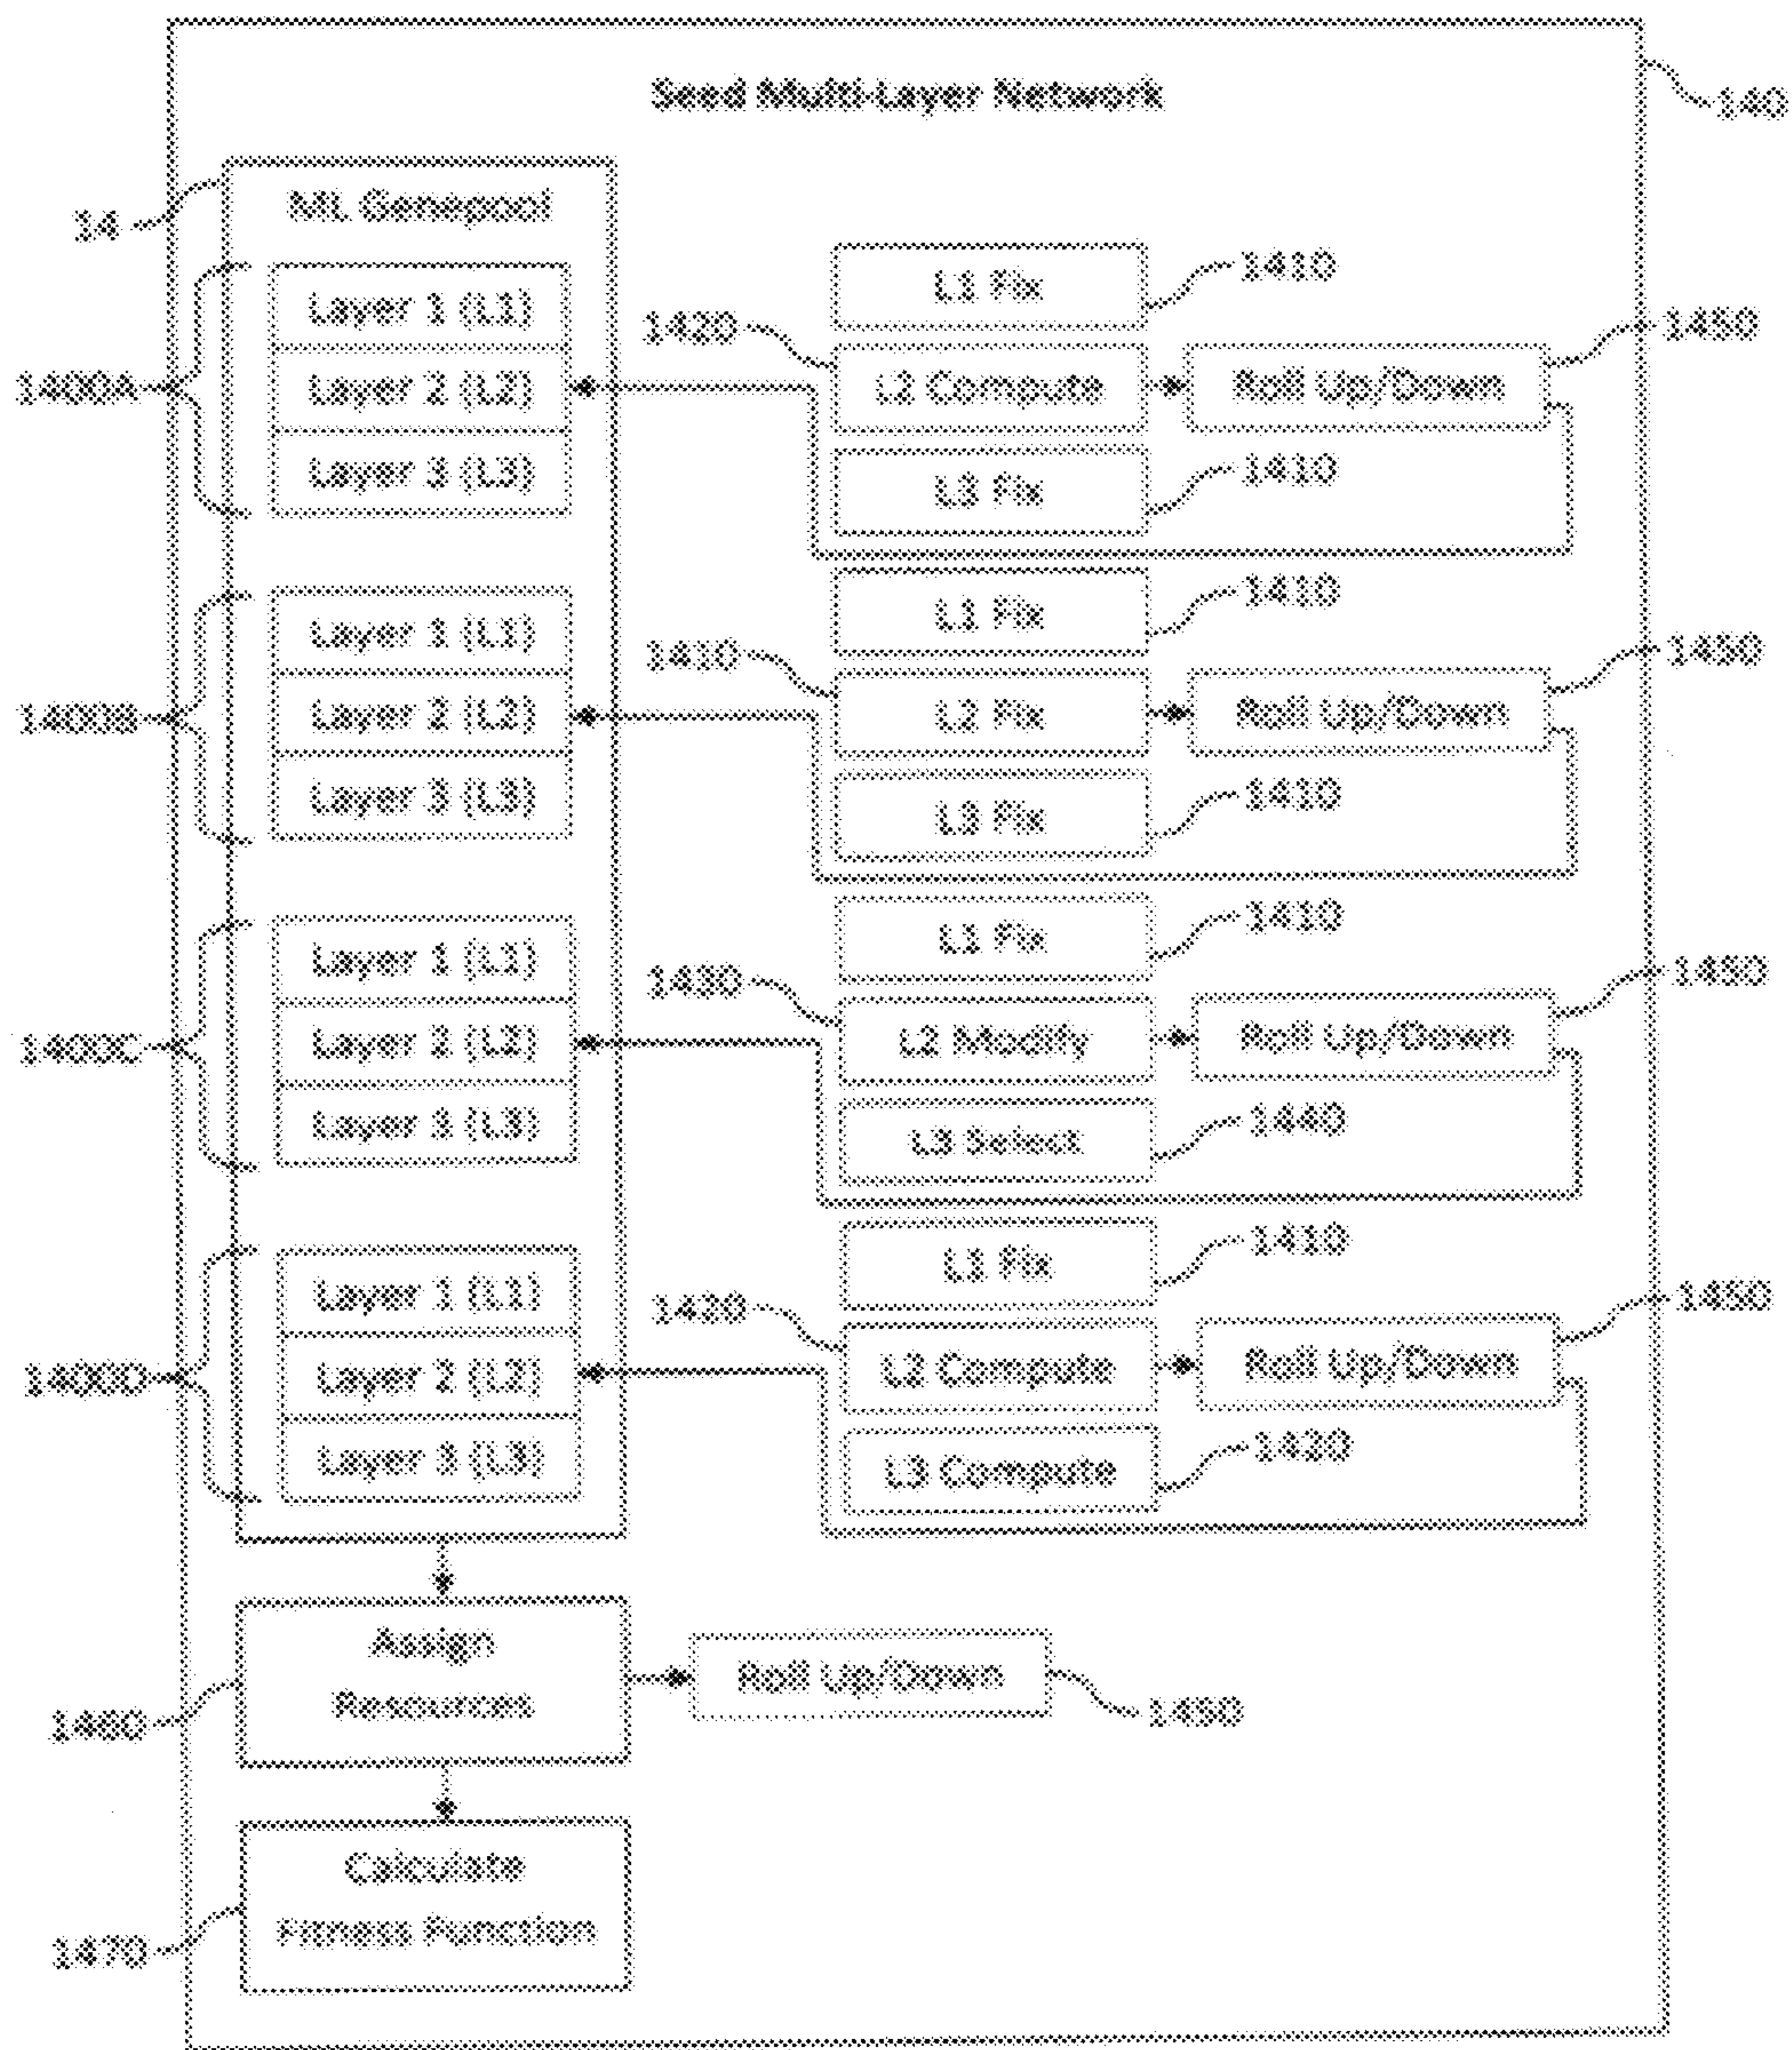 Seed Multi-Layer Network
140
14
ML Genepool
1400A
Layer 1 (L1)
Layer 2 (L2)
Layer 3 (L3)
L1 Fix
1410
1420
L2 Compute
Roll Up/Down
1450
L3 Fix
1410
1400B
Layer 1 (L1)
Layer 2 (L2)
Layer 3 (L3)
L1 Fix
1410
1410
L2 Fix
Roll Up/Down
1450
L3 Fix
1410
1400C
Layer 1 (L1)
Layer 2 (L2)
Layer 3 (L3)
L1 Fix
1410
1430
L2 Modify
Roll Up/Down
1450
L3 Select
1440
1400D
Layer 1 (L1)
Layer 2 (L2)
Layer 3 (L3)
L1 Fix
1410
1420
L2 Compute
Roll Up/Down
1450
L3 Compute
1420
Assign
Resources
1460
Roll Up/Down
1450
Calculate
Fitness Function
1470